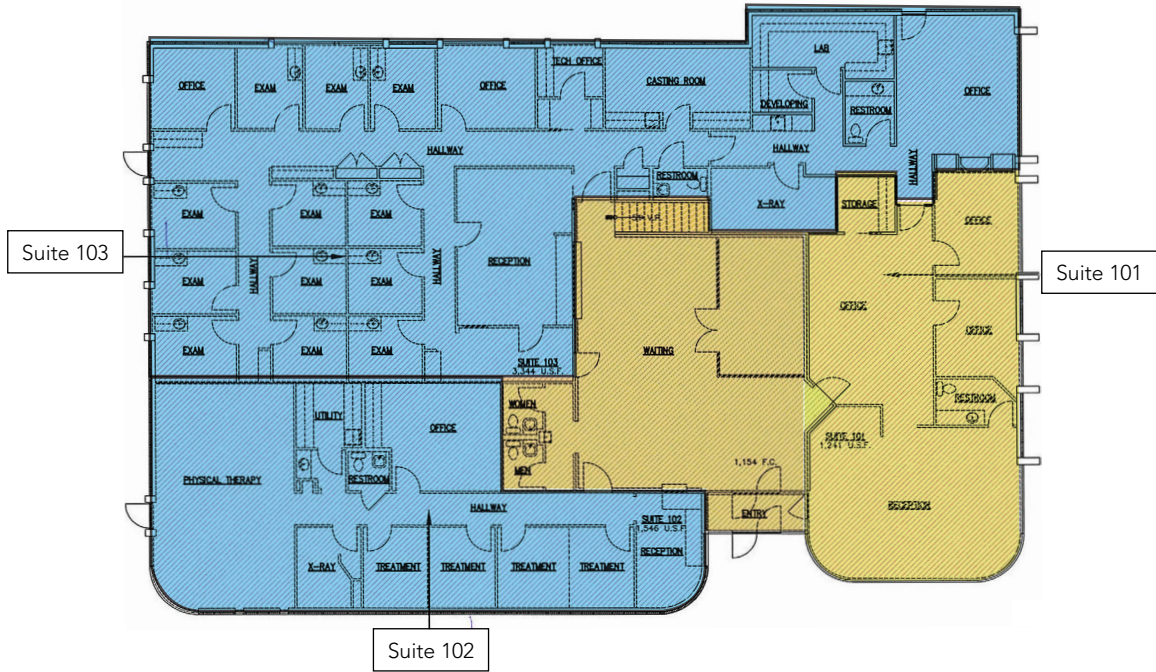 LAB
TECH OFFICE
OFFICE
EXAM
EXAM
EXAM
OFFICE
CASTING ROOM
OFFICE
DEVELOPING
RESTROOM
HALLWAY
HALLWAY
HALLWAY
RESTROOM
X-RAY
STORAGE
OFFICE
EXAM
EXAM
EXAM
Suite 103
HALLWAY
HALLWAY
RECEPTION
Suite 101
EXAM
EXAM
EXAM
OFFICE
OFFICE
EXAM
EXAM
EXAM
WAITING
SUITE 103
3,344 U.S.F.
UTILITY
OFFICE
WOMEN
RESTROOM
SUITE 101
1,241 U.S.F.
MEN
1,154 F.C.
PHYSICAL THERAPY
RESTROOM
HALLWAY
ENTRY
RECEPTION
SUITE 102
1,546 U.S.F.
RECEPTION
X-RAY
TREATMENT
TREATMENT
TREATMENT
TREATMENT
Suite 102